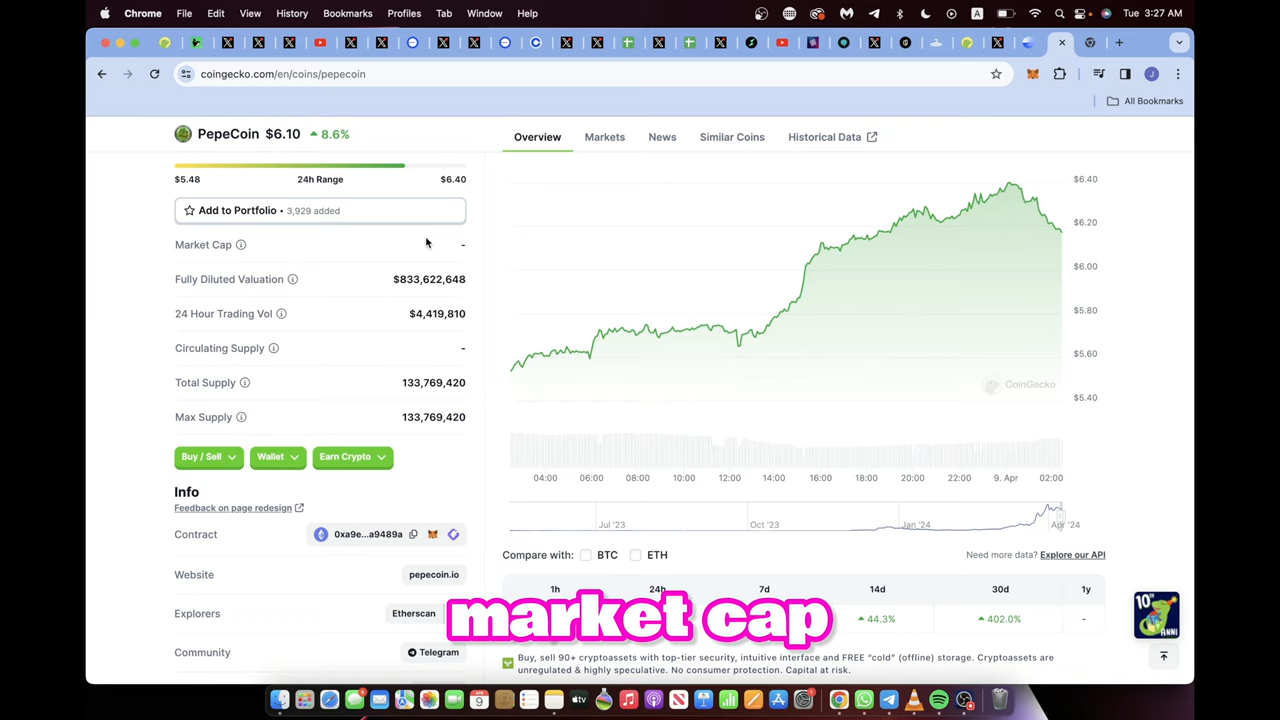 Chrome File Edit View History Bookmarks Profiles Tab Window Help
A
Tue 3:27 AM
coingecko.com/en/coins/pepecoin
J
All Bookmarks
PepeCoin $6.10 8.6%
Overview Markets News Similar Coins Historical Data
$5.48 24h Range $6.40
Add to Portfolio • 3,929 added
Market Cap -
Fully Diluted Valuation $833,622,648
24 Hour Trading Vol $4,419,810
Circulating Supply -
Total Supply 133,769,420
Max Supply 133,769,420
Buy / Sell Wallet Earn Crypto
Info
Feedback on page redesign
Contract 0xa9e...a9489a
Website pepecoin.io
Explorers Etherscan
Community Telegram
$6.40
$6.20
$6.00
$5.80
$5.60
$5.40
CoinGecko
04:00 06:00 08:00 10:00 12:00 14:00 16:00 18:00 20:00 22:00 9. Apr 02:00
Jul '23 Oct '23 Jan '24 Apr '24
Compare with: BTC ETH
Need more data? Explore our API
1h 24h 7d 14d 30d 1y
44.3% 402.0% -
market cap
10TH ANNI
Buy, sell 90+ cryptoassets with top-tier security, intuitive interface and FREE “cold” (offline) storage. Cryptoassets are
unregulated & highly speculative. No consumer protection. Capital at risk.